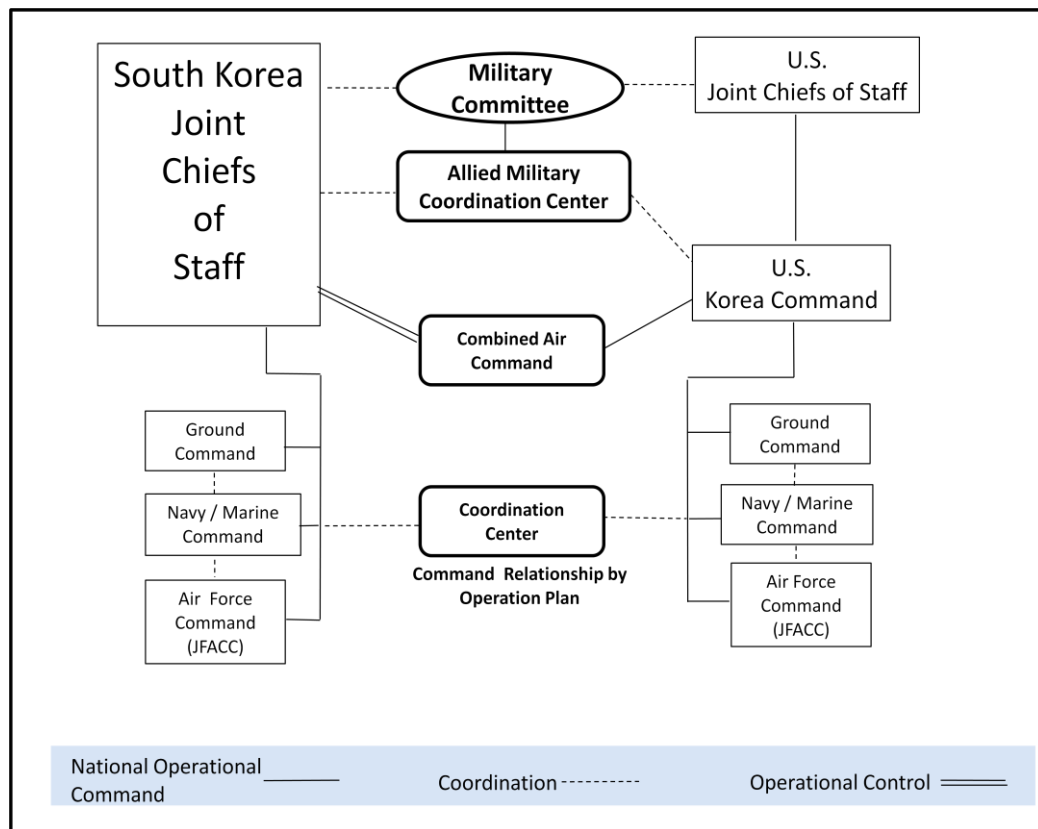 South Korea
Joint
Chiefs
of
Staff
Military
Committee
U.S.
Joint Chiefs of Staff
Allied Military
Coordination Center
U.S.
Korea Command
Combined Air
Command
Ground
Command
Navy / Marine
Command
Air Force
Command
(JFACC)
Coordination
Center
Command Relationship by
Operation Plan
Ground
Command
Navy / Marine
Command
Air Force
Command
(JFACC)
National Operational
Command
Coordination
Operational Control